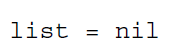 list = nil